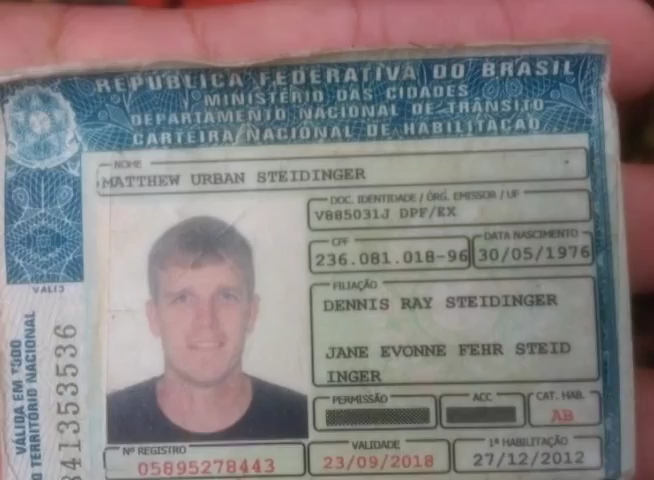 REPÚBLICA FEDERATIVA DO BRASIL
MINISTÉRIO DAS CIDADES
DEPARTAMENTO NACIONAL DE TRÂNSITO
CARTEIRA NACIONAL DE HABILITAÇÃO
NOME
MATTHEW URBAN STEIDINGER
DOC. IDENTIDADE / ÓRG. EMISSOR / UF
V885031J DPF/EX
CPF
236.081.018-96
DATA NASCIMENTO
30/05/1976
FILIAÇÃO
DENNIS RAY STEIDINGER
JANE EVONNE FEHR STEID
INGER
PERMISSÃO
ACC
CAT. HAB.
AB
Nº REGISTRO
05895278443
VALIDADE
23/09/2018
1ª HABILITAÇÃO
27/12/2012
VÁLIDA EM
O TERRITÓRIO NACIONAL
341353536